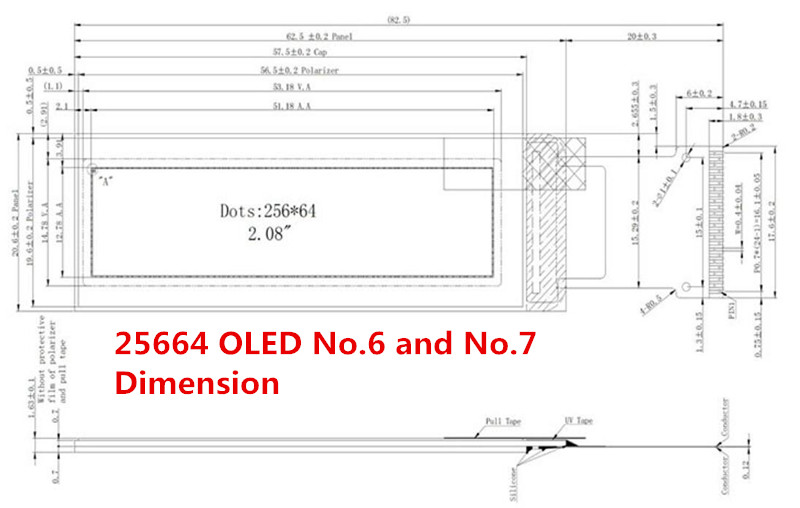 (82.5)
62.5 ±0.2 Panel
20±0.3
57.5±0.2 Cap
0.5±0.5
56.5±0.2 Polarizer
(1.1)
53.18 V.A
6±0.2
2.1
51.18 A.A
4.7±0.15
1.8±0.3
0.5±0.5
(2.91)
3.91
2.655±0.3
1.5±0.3
2-R0.2
"A"
2-∅1±0.1
Dots:256*64
2.08"
20.6±0.2 Panel
19.6±0.2 Polarizer
14.78 V.A
12.78 A.A
15.29±0.2
15±0.1
W=0.4±0.04
P0.7*(24-1)=16.1±0.05
17.6±0.2
4-R0.5
PIN1
1.3±0.15
0.75±0.15
25664 OLED No.6 and No.7
Dimension
1.63±0.1
Without protective
film of polarizer
and pull tape
0.7
0.7
Pull Tape
UV Tape
Silicone
Conductor
Conductor
0.12